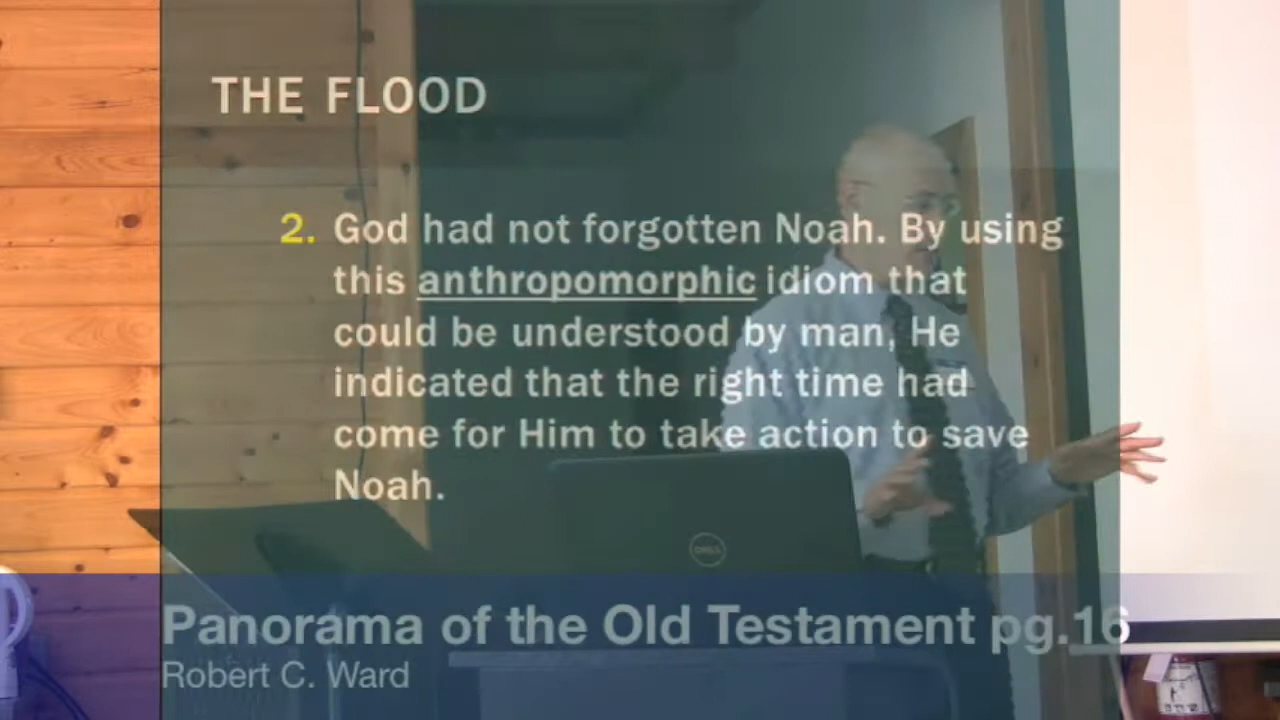 THE FLOOD
2. God had not forgotten Noah. By using
this anthropomorphic idiom that
could be understood by man, He
indicated that the right time had
come for Him to take action to save
Noah.
DELL
Panorama of the Old Testament pg.16
Robert C. Ward